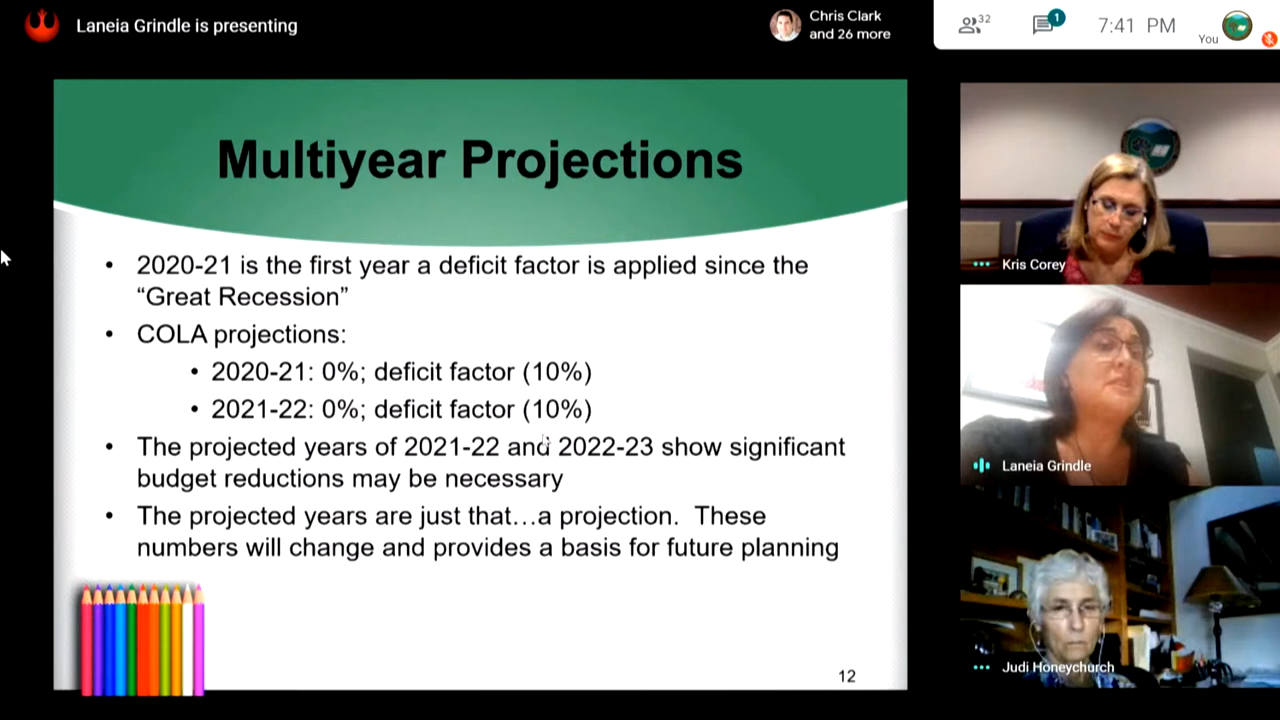 Laneia Grindle is presenting
Chris Clark
and 26 more
32
1
7:41 PM
You
Multiyear Projections
• 2020-21 is the first year a deficit factor is applied since the
“Great Recession”
• COLA projections:
• 2020-21: 0%; deficit factor (10%)
• 2021-22: 0%; deficit factor (10%)
• The projected years of 2021-22 and 2022-23 show significant
budget reductions may be necessary
• The projected years are just that…a projection.  These
numbers will change and provides a basis for future planning
12
Kris Corey
Laneia Grindle
Judi Honeychurch